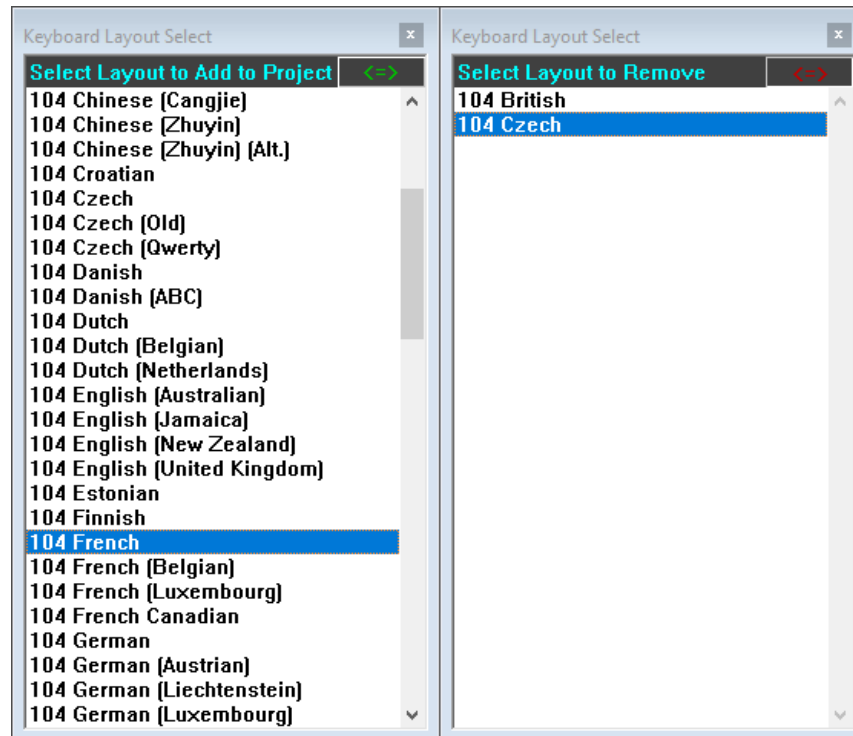 Keyboard Layout Select x
Select Layout to Add to Project <=>
104 Chinese (Cangjie)
104 Chinese (Zhuyin)
104 Chinese (Zhuyin) (Alt.)
104 Croatian
104 Czech
104 Czech (Old)
104 Czech (Qwerty)
104 Danish
104 Danish (ABC)
104 Dutch
104 Dutch (Belgian)
104 Dutch (Netherlands)
104 English (Australian)
104 English (Jamaica)
104 English (New Zealand)
104 English (United Kingdom)
104 Estonian
104 Finnish
104 French
104 French (Belgian)
104 French (Luxembourg)
104 French Canadian
104 German
104 German (Austrian)
104 German (Liechtenstein)
104 German (Luxembourg)
Keyboard Layout Select x
Select Layout to Remove <=>
104 British
104 Czech